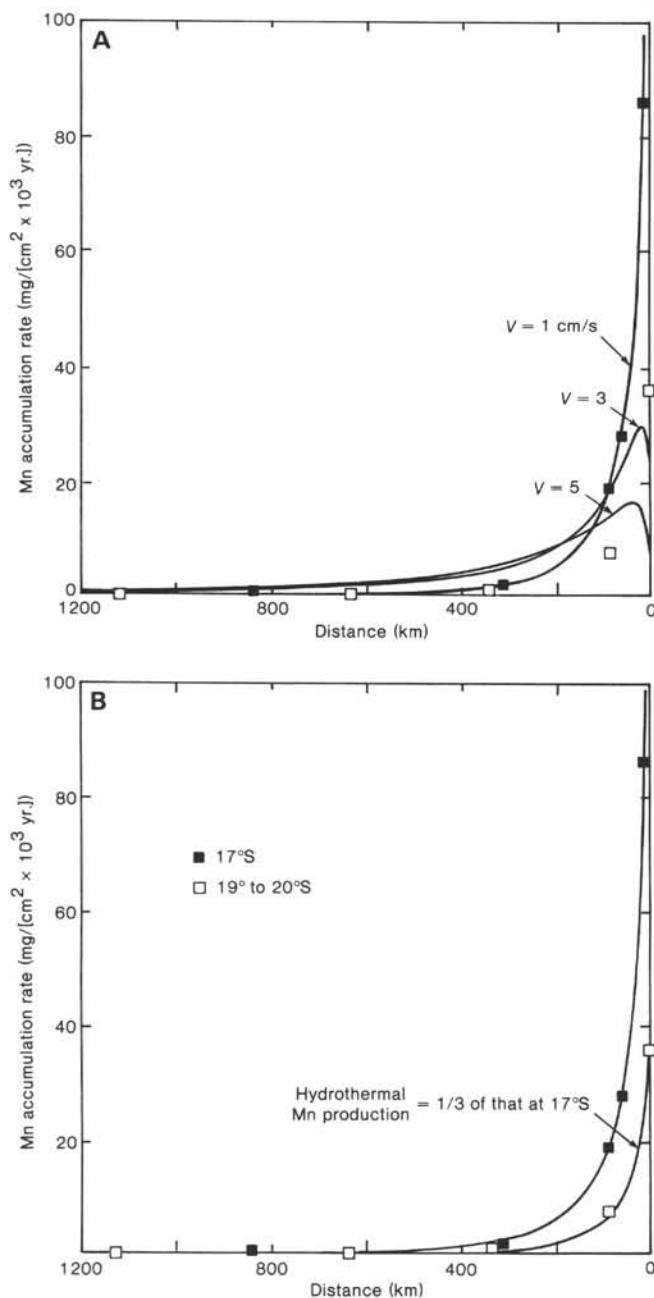 A
100
80
60
40
20
0
Mn accumulation rate (mg/[cm² x 10³ yr.])
V = 1 cm/s
V = 3
V = 5
1200
800
400
0
Distance (km)
B
100
80
60
40
20
Mn accumulation rate (mg/[cm² × 10³ yr.])
17°S
19° to 20°S
Hydrothermal
Mn production = 1/3 of that at 17°S
1200
800
400
0
Distance (km)